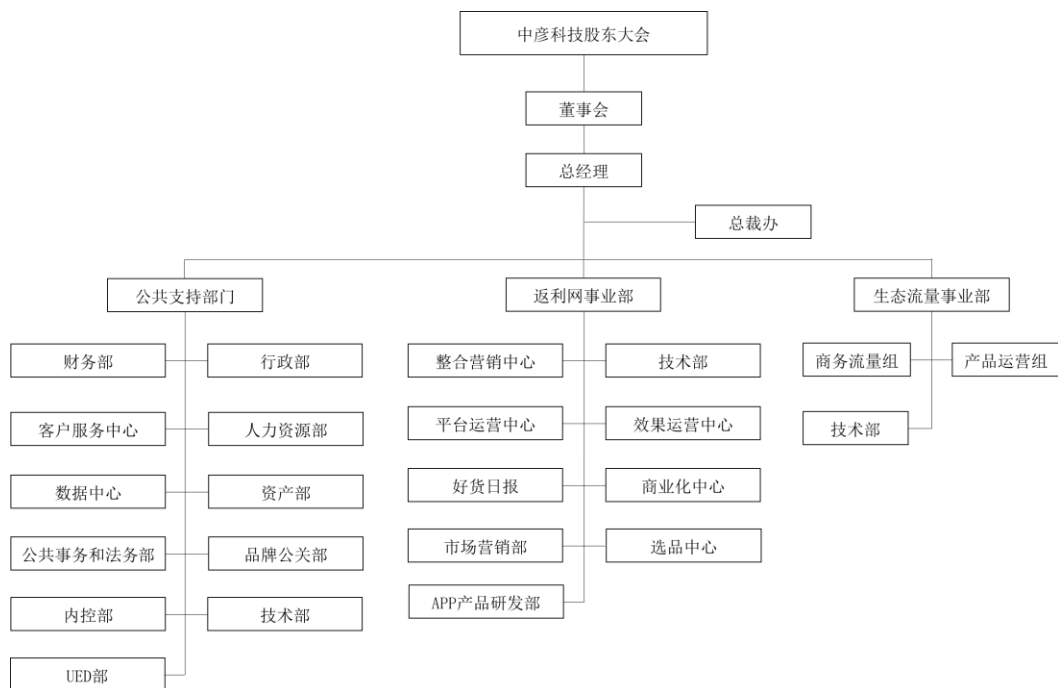 中彦科技股东大会
董事会
总经理
总裁办
公共支持部门
返利网事业部
生态流量事业部
财务部
行政部
整合营销中心
技术部
商务流量组
产品运营组
客户服务中心
人力资源部
平台运营中心
效果运营中心
技术部
数据中心
资产部
好货日报
商业化中心
公共事务和法务部
品牌公关部
市场营销部
选品中心
内控部
技术部
APP产品研发部
UED部